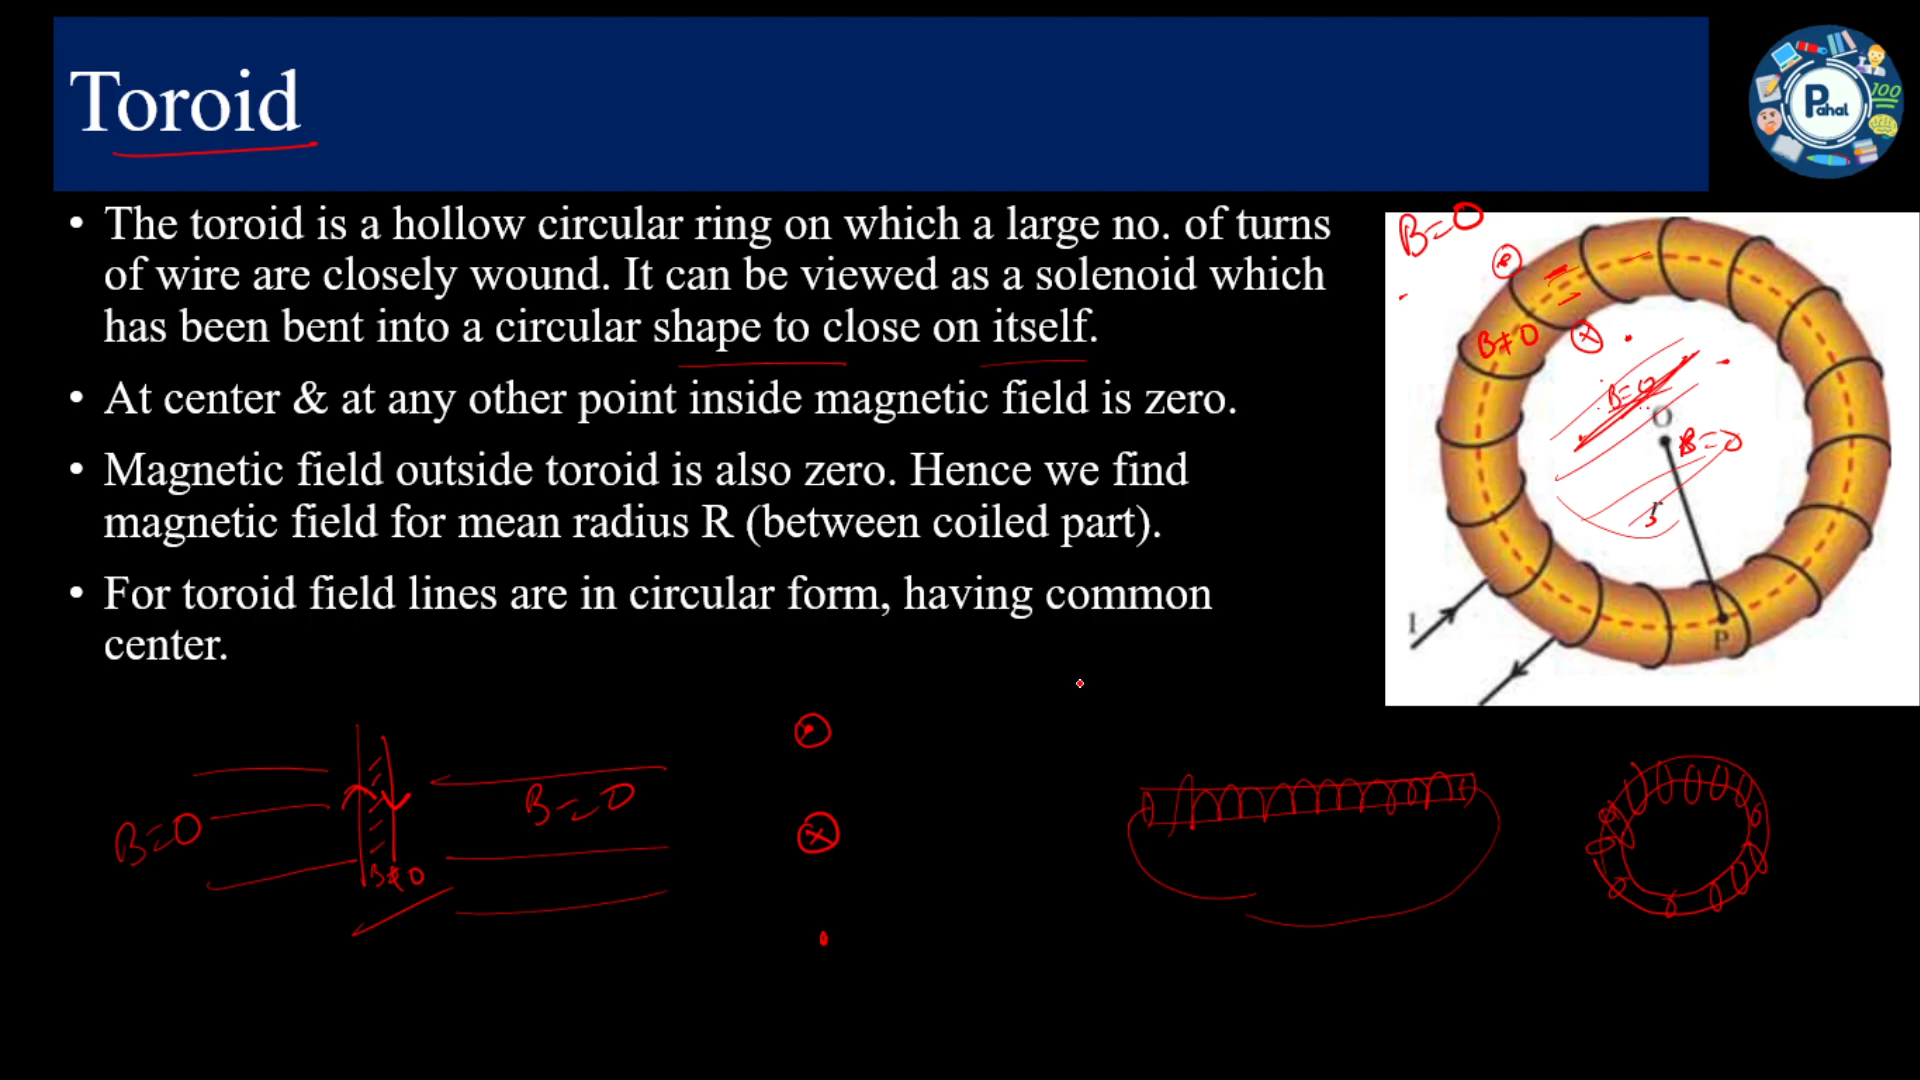 Toroid
Pahal
100
• The toroid is a hollow circular ring on which a large no. of turns
of wire are closely wound. It can be viewed as a solenoid which
has been bent into a circular shape to close on itself.
• At center & at any other point inside magnetic field is zero.
• Magnetic field outside toroid is also zero. Hence we find
magnetic field for mean radius R (between coiled part).
• For toroid field lines are in circular form, having common
center.
B=0
B≠0
B=0
O
B=0
r
I
P
B=0
B≠0
B=0